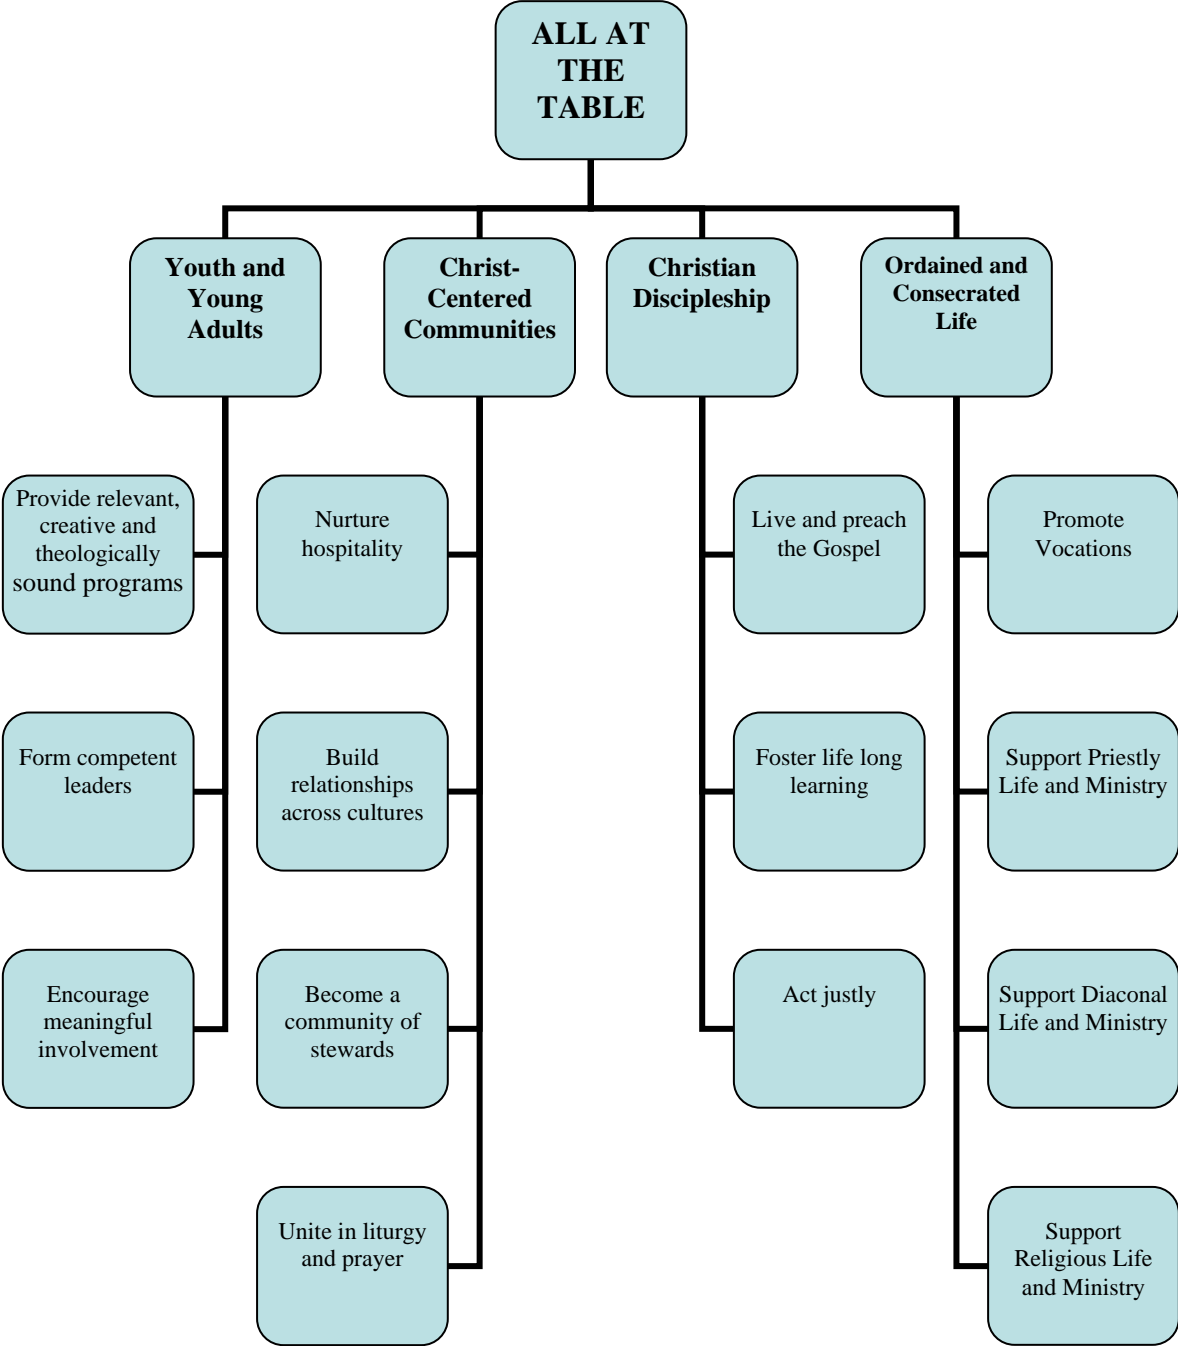 ALL AT
THE
TABLE
Youth and
Young
Adults
Christ-
Centered
Communities
Christian
Discipleship
Ordained and
Consecrated
Life
Provide relevant,
creative and
theologically
sound programs
Nurture
hospitality
Live and preach
the Gospel
Promote
Vocations
Form competent
leaders
Build
relationships
across cultures
Foster life long
learning
Support Priestly
Life and Ministry
Encourage
meaningful
involvement
Become a
community of
stewards
Act justly
Support Diaconal
Life and Ministry
Unite in liturgy
and prayer
Support
Religious Life
and Ministry